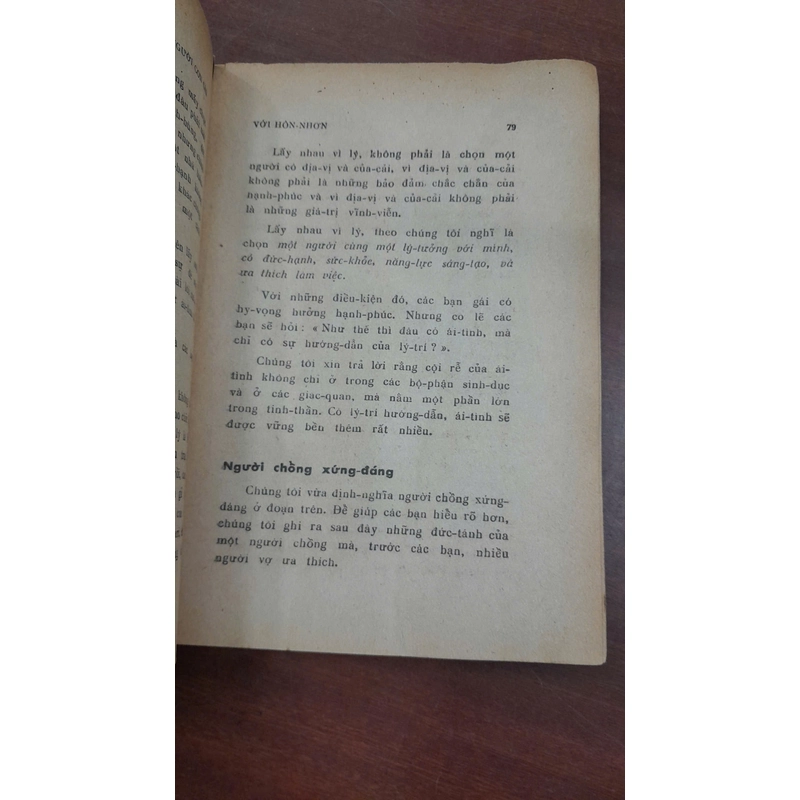 VỚI HÔN-NHƠN 79
Lấy nhau vì lý, không phải là chọn một
người có địa-vị và của-cải, vì địa-vị và của-cải
không phải là những bảo đảm chắc chắn của
hạnh-phúc và vì địa-vị và của-cải không phải
là những giá-trị vĩnh-viễn.
Lấy nhau vì lý, theo chúng tôi nghĩ là
chọn một người cùng một lý-tưởng với mình,
có đức-hạnh, sức-khỏe, năng-lực sáng-tạo, và
ưa thích làm việc.
Với những điều-kiện đó, các bạn gái có
hy-vọng hưởng hạnh-phúc. Nhưng co lẽ các
bạn sẽ hỏi : « Như thế thì đâu có ái-tình, mà
chỉ có sự hướng-dẫn của lý-trí ? ».
Chúng tôi xin trả lời rằng cội rễ của ái-
tình không chỉ ở trong các bộ-phận sinh-dục
và ở các giac-quan, mà nằm một phần lớn
trong tinh-thần. Có lý-trí hướng-dẫn, ái-tình sẽ
được vững bền thêm rất nhiều.
Người chồng xứng-đáng
Chúng tôi vừa định-nghĩa người chồng xứng-
đáng ở đoạn trên. Để giúp các bạn hiểu rõ hơn,
chúng tôi ghi ra sau đây những đức-tánh của
một người chồng mà, trước các bạn, nhiều
người vợ ưa thích.